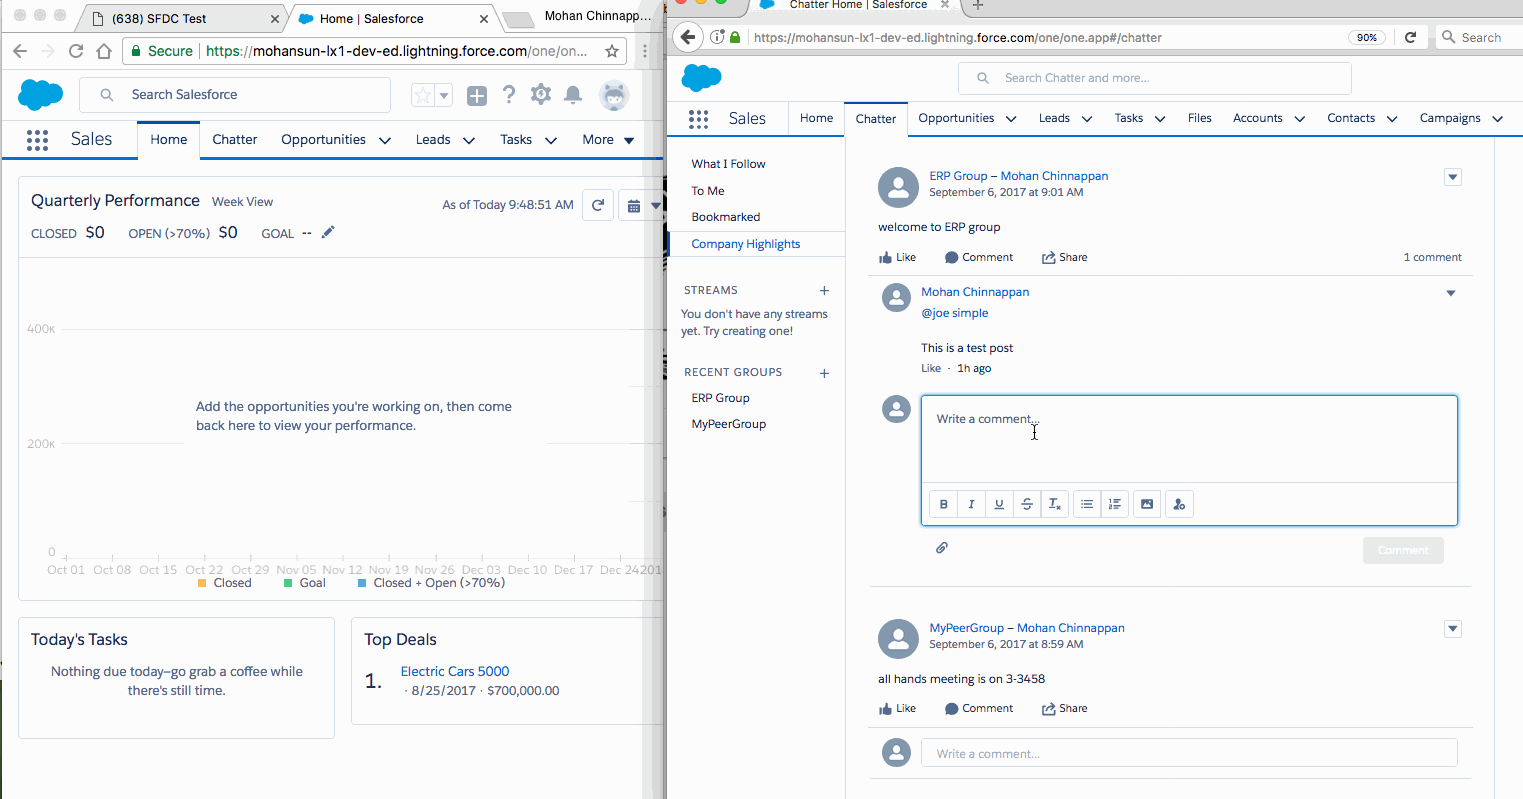 (638) SFDC Test
Home | Salesforce
Mohan Chinnapp...
Secure
https://mohansun-lx1-dev-ed.lightning.force.com/one/on...
Search Salesforce
Sales
Home
Chatter
Opportunities
Leads
Tasks
More
Quarterly Performance
Week View
As of Today 9:48:51 AM
CLOSED $0
OPEN (>70%) $0
GOAL --
400K
200K
0
Add the opportunities you're working on, then come
back here to view your performance.
Oct 01 Oct 08 Oct 15 Oct 22 Oct 29 Nov 05 Nov 12 Nov 19 Nov 26 Dec 03 Dec 10 Dec 17 Dec 24201
Closed
Goal
Closed + Open (>70%)
Today's Tasks
Nothing due today—go grab a coffee while
there's still time.
Top Deals
1.
Electric Cars 5000
· 8/25/2017 · $700,000.00
Chatter Home | Salesforce
https://mohansun-lx1-dev-ed.lightning.force.com/one/one.app#/chatter
90%
Search
Search Chatter and more...
Sales
Home
Chatter
Opportunities
Leads
Tasks
Files
Accounts
Contacts
Campaigns
What I Follow
To Me
Bookmarked
Company Highlights
STREAMS
You don't have any streams
yet. Try creating one!
RECENT GROUPS
ERP Group
MyPeerGroup
ERP Group – Mohan Chinnappan
September 6, 2017 at 9:01 AM
welcome to ERP group
Like
Comment
Share
1 comment
Mohan Chinnappan
@joe simple
This is a test post
Like · 1h ago
Write a comment...
B I U S Tx
Comment
MyPeerGroup – Mohan Chinnappan
September 6, 2017 at 8:59 AM
all hands meeting is on 3-3458
Like
Comment
Share
Write a comment...